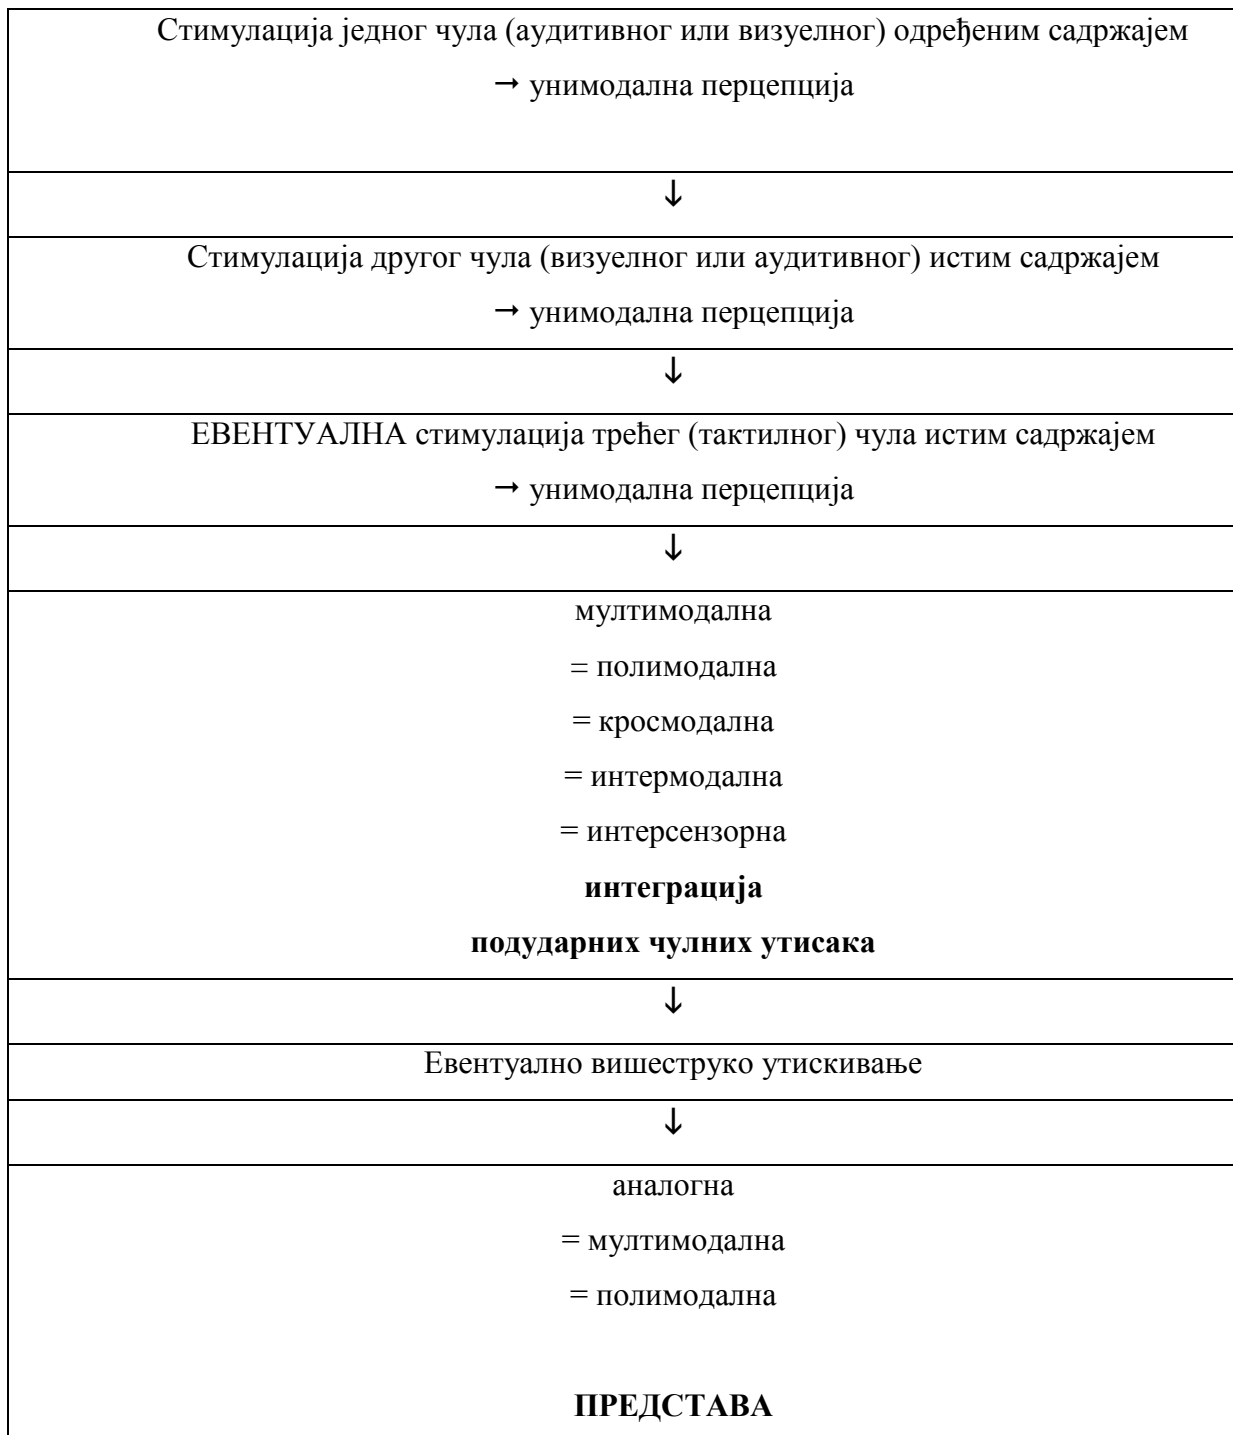 Стимулација једног чула (аудитивног или визуелног) одређеним садржајем
→ унимодална перцепција
↓
Стимулација другог чула (визуелног или аудитивног) истим садржајем
→ унимодална перцепција
↓
ЕВЕНТУАЛНА стимулација трећег (тактилног) чула истим садржајем
→ унимодална перцепција
↓
мултимодална
= полимодална
= кросмодална
= интермодална
= интерсензорна
интеграција
подударних чулних утисака
↓
Евентуално вишеструко утискивање
↓
аналогна
= мултимодална
= полимодална
ПРЕДСТАВА